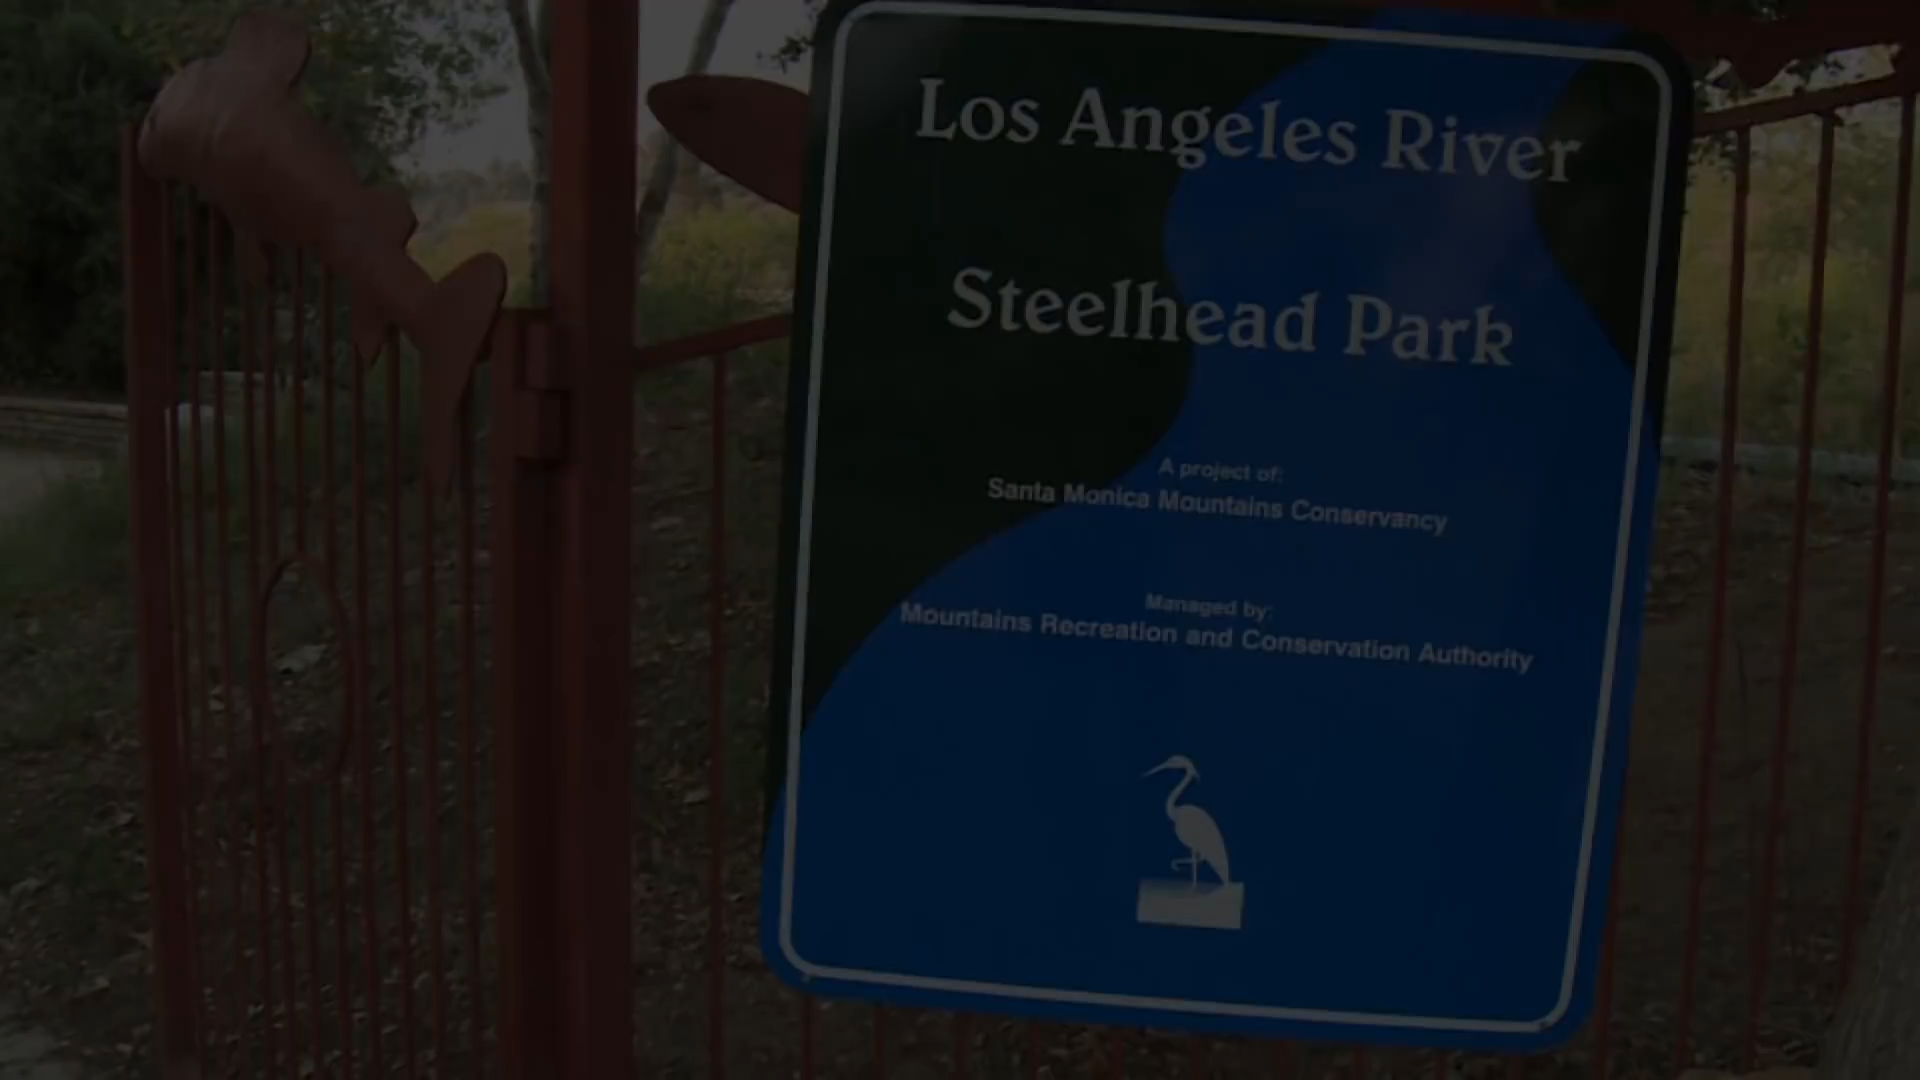 Los Angeles River
Steelhead Park
A project of:
Santa Monica Mountains Conservancy
Managed by:
Mountains Recreation and Conservation Authority